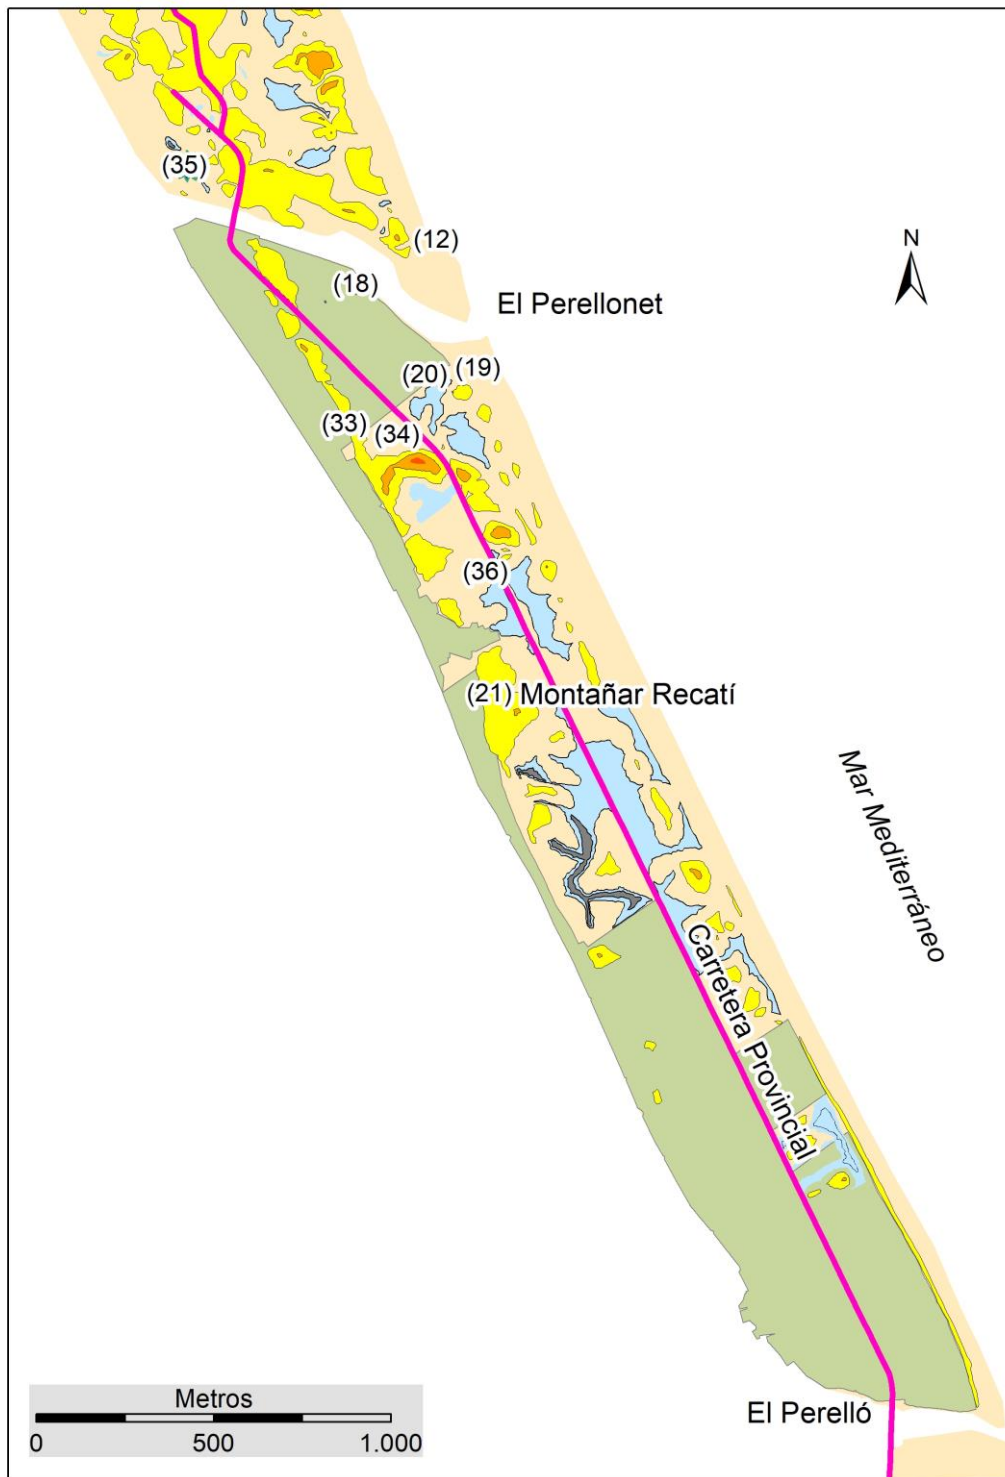 (35)
(12)
N
(18)
El Perellonet
(20)
(19)
(33)
(34)
(36)
(21) Montañar Recatí
Mar Mediterráneo
Carretera Provincial
Metros
0 500 1.000
El Perelló